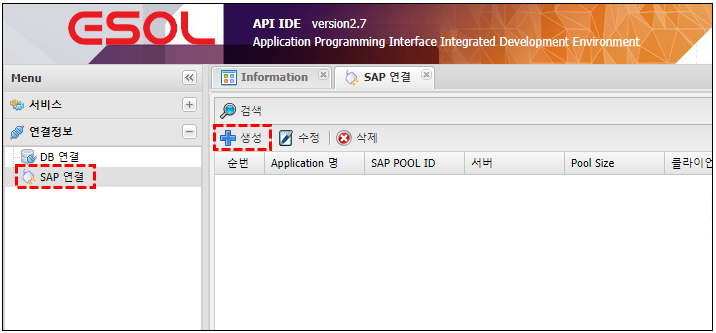 ESOL
API IDE version2.7
Application Programming Interface Integrated Development Environment
Menu
Information
SAP 연결
서비스
검색
연결정보
생성 수정 삭제
DB 연결
순번 Application 명 SAP POOL ID 서버 Pool Size 클라이언
SAP 연결